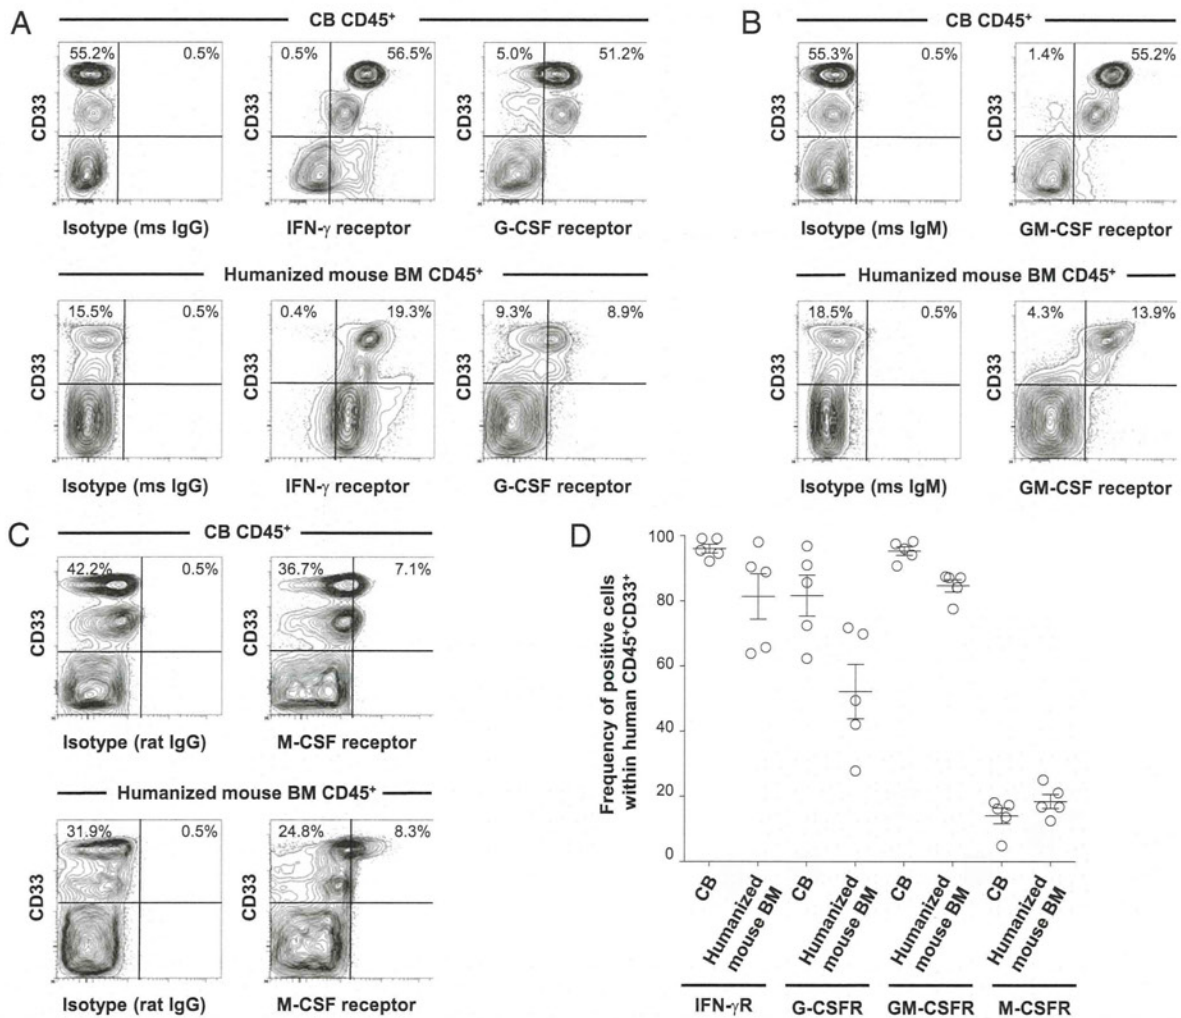 A
CB CD45+
55.2% 0.5%
0.5% 56.5%
5.0% 51.2%
CD33
CD33
CD33
Isotype (ms IgG)
IFN-γ receptor
G-CSF receptor
Humanized mouse BM CD45+
15.5% 0.5%
0.4% 19.3%
9.3% 8.9%
CD33
CD33
CD33
Isotype (ms IgG)
IFN-γ receptor
G-CSF receptor
B
CB CD45+
55.3% 0.5%
1.4% 55.2%
CD33
CD33
Isotype (ms IgM)
GM-CSF receptor
Humanized mouse BM CD45+
18.5% 0.5%
4.3% 13.9%
CD33
CD33
Isotype (ms IgM)
GM-CSF receptor
C
CB CD45+
42.2% 0.5%
36.7% 7.1%
CD33
CD33
Isotype (rat IgG)
M-CSF receptor
Humanized mouse BM CD45+
31.9% 0.5%
24.8% 8.3%
CD33
CD33
Isotype (rat IgG)
M-CSF receptor
D
Frequency of positive cells
within human CD45+CD33+
100
80
60
40
20
0
CB
Humanized
mouse BM
CB
Humanized
mouse BM
CB
Humanized
mouse BM
CB
Humanized
mouse BM
IFN-γR
G-CSFR
GM-CSFR
M-CSFR